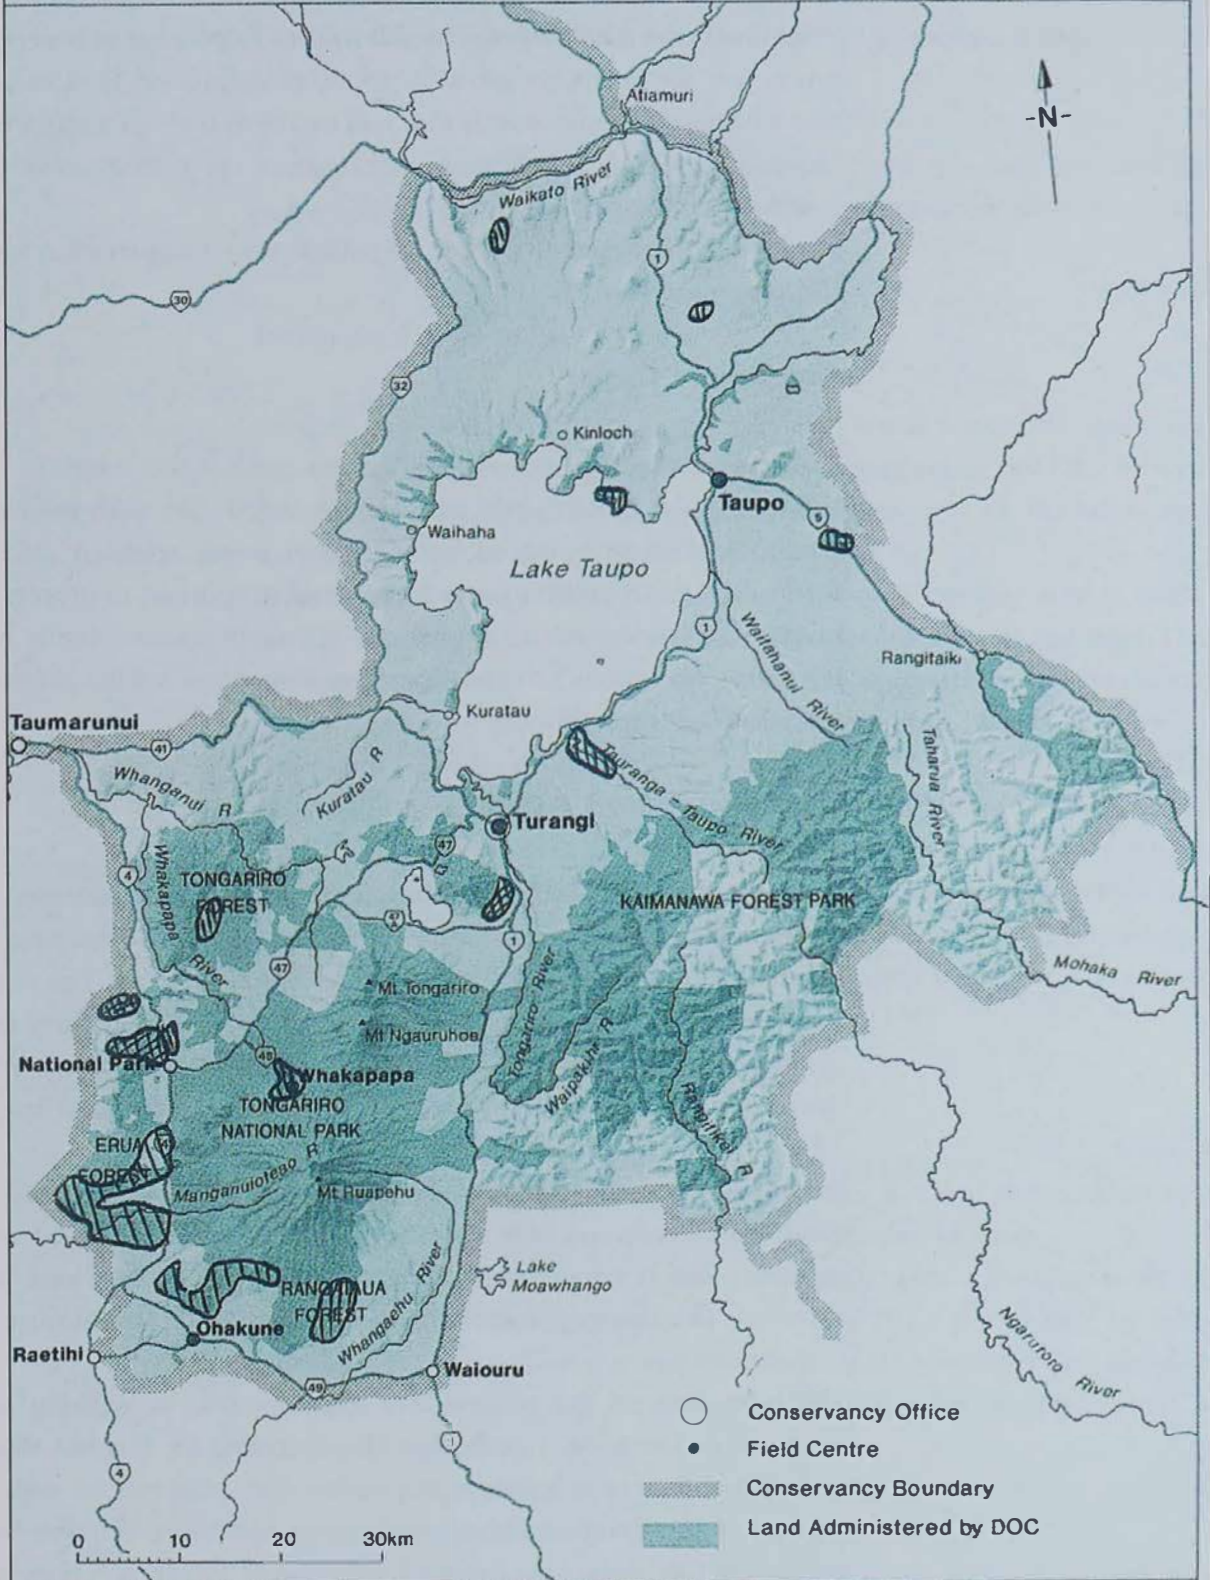 Atiamuri
-N-
Waikato River
1
30
32
Kinloch
Taupo
5
Waihaha
Lake Taupo
1
Waitahanui River
Rangitaiki
Kuratau
Taumarunui
41
Whanganui R
Kuratau R
Taharua River
Tauranga - Taupo River
Turangi
47
4
Whakapapa
River
TONGARIRO
FOREST
KAIMANAWA FOREST PARK
47
A
1
47
Mohaka River
Mt Tongariro
Mt Ngauruhoe
Tongariro River
Waipakihi R
National Park
48
Whakapapa
TONGARIRO
NATIONAL PARK
Rangitikei R
ERUA
FOREST
4
Manganuioteao R
Mt Ruapehu
Lake
Moawhango
RANGATAUA
FOREST
Whangaehu River
Ohakune
Raetihi
Waiouru
49
Ngaruroro River
1
4
Conservancy Office
Field Centre
Conservancy Boundary
Land Administered by DOC
0 10 20 30km